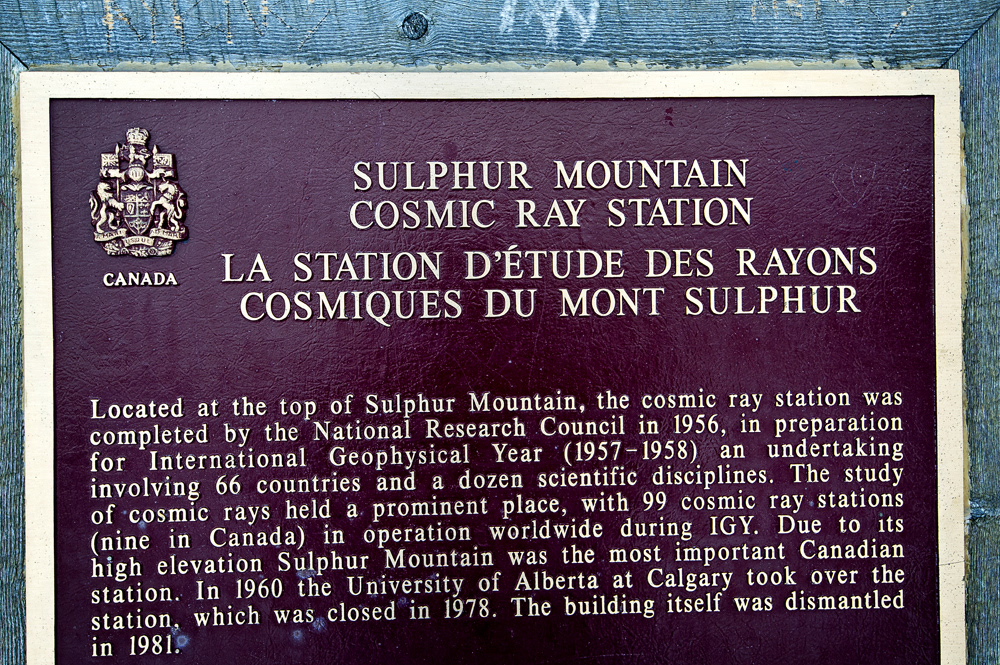 CANADA
SULPHUR MOUNTAIN
COSMIC RAY STATION
LA STATION D'ÉTUDE DES RAYONS
COSMIQUES DU MONT SULPHUR
Located at the top of Sulphur Mountain, the cosmic ray station was
completed by the National Research Council in 1956, in preparation
for International Geophysical Year (1957-1958) an undertaking
involving 66 countries and a dozen scientific disciplines. The study
of cosmic rays held a prominent place, with 99 cosmic ray stations
(nine in Canada) in operation worldwide during IGY. Due to its
high elevation Sulphur Mountain was the most important Canadian
station. In 1960 the University of Alberta at Calgary took over the
station, which was closed in 1978. The building itself was dismantled
in 1981.